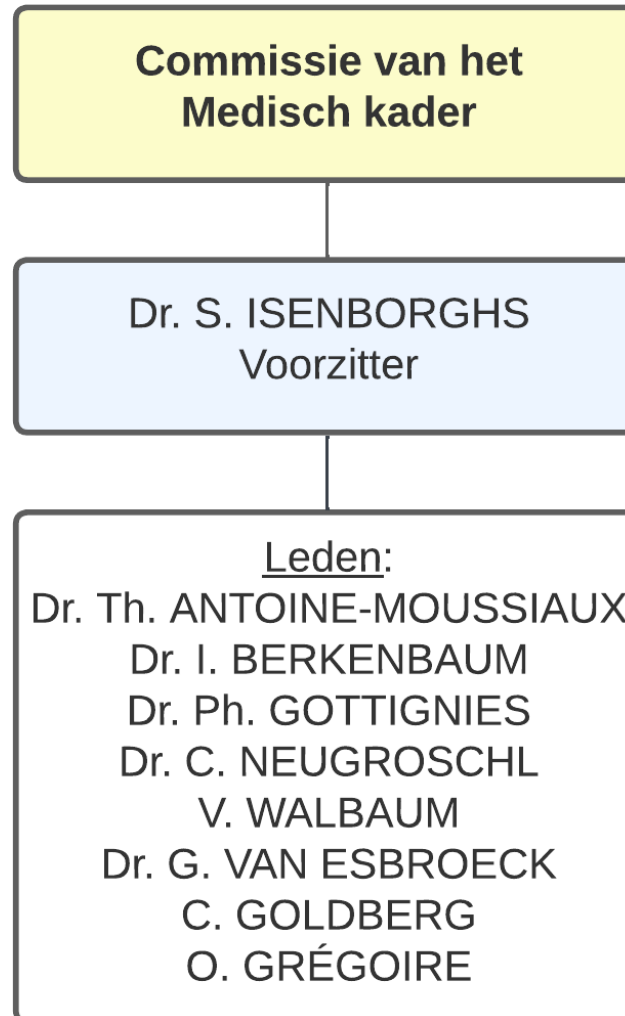 Commissie van het
Medisch kader
Dr. S. ISENBORGHS
Voorzitter
Leden:
Dr. Th. ANTOINE-MOUSSIAUX
Dr. I. BERKENBAUM
Dr. Ph. GOTTIGNIES
Dr. C. NEUGROSCHL
V. WALBAUM
Dr. G. VAN ESBROECK
C. GOLDBERG
O. GRÉGOIRE